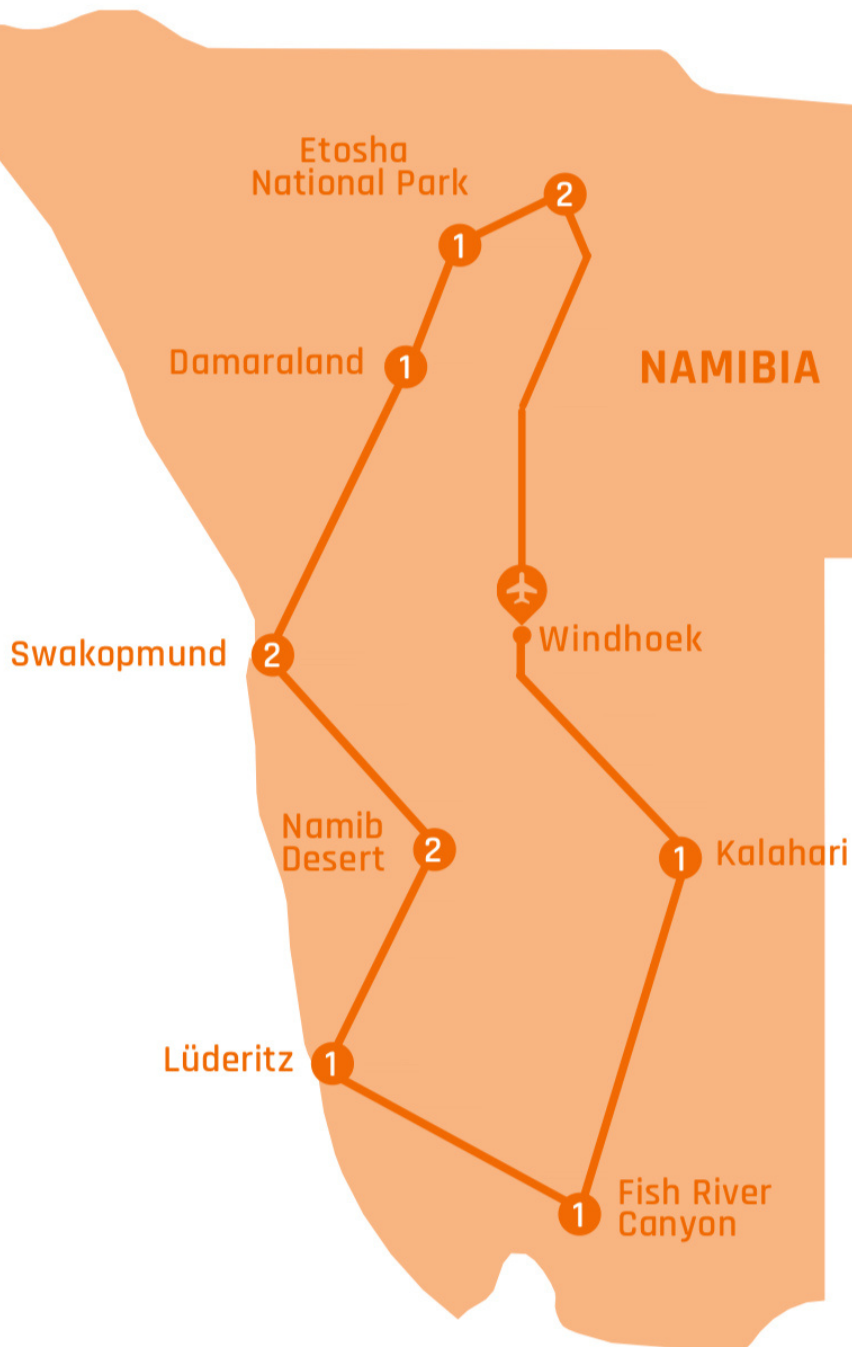 Etosha
National Park
2
1
Damaraland
1
NAMIBIA
Swakopmund
2
Windhoek
Namib
Desert
2
1
Kalahari
Lüderitz
1
Fish River
Canyon
1